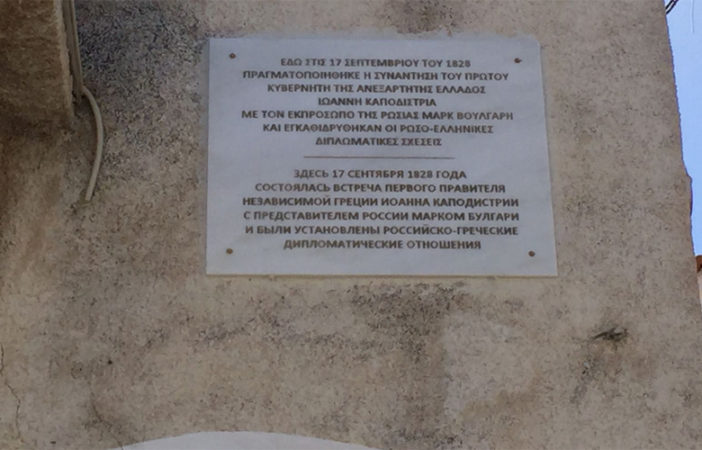 ΕΔΩ ΣΤΙΣ 17 ΣΕΠΤΕΜΒΡΙΟΥ ΤΟΥ 1828
ΠΡΑΓΜΑΤΟΠΟΙΗΘΗΚΕ Η ΣΥΝΑΝΤΗΣΗ ΤΟΥ ΠΡΩΤΟΥ
ΚΥΒΕΡΝΗΤΗ ΤΗΣ ΑΝΕΞΑΡΤΗΤΗΣ ΕΛΛΑΔΟΣ
ΙΩΑΝΝΗ ΚΑΠΟΔΙΣΤΡΙΑ
ΜΕ ΤΟΝ ΕΚΠΡΟΣΩΠΟ ΤΗΣ ΡΩΣΙΑΣ ΜΑΡΚ ΒΟΥΛΓΑΡΗ
ΚΑΙ ΕΓΚΑΘΙΔΡΥΘΗΚΑΝ ΟΙ ΡΩΣΟ-ΕΛΛΗΝΙΚΕΣ
ΔΙΠΛΩΜΑΤΙΚΕΣ ΣΧΕΣΕΙΣ
ЗДЕСЬ 17 СЕНТЯБРЯ 1828 ГОДА
СОСТОЯЛАСЬ ВСТРЕЧА ПЕРВОГО ПРАВИТЕЛЯ
НЕЗАВИСИМОЙ ГРЕЦИИ ИОАННА КАПОДИСТРИИ
С ПРЕДСТАВИТЕЛЕМ РОССИИ МАРКОМ БУЛГАРИ
И БЫЛИ УСТАНОВЛЕНЫ РОССИЙСКО-ГРЕЧЕСКИЕ
ДИПЛОМАТИЧЕСКИЕ ОТНОШЕНИЯ